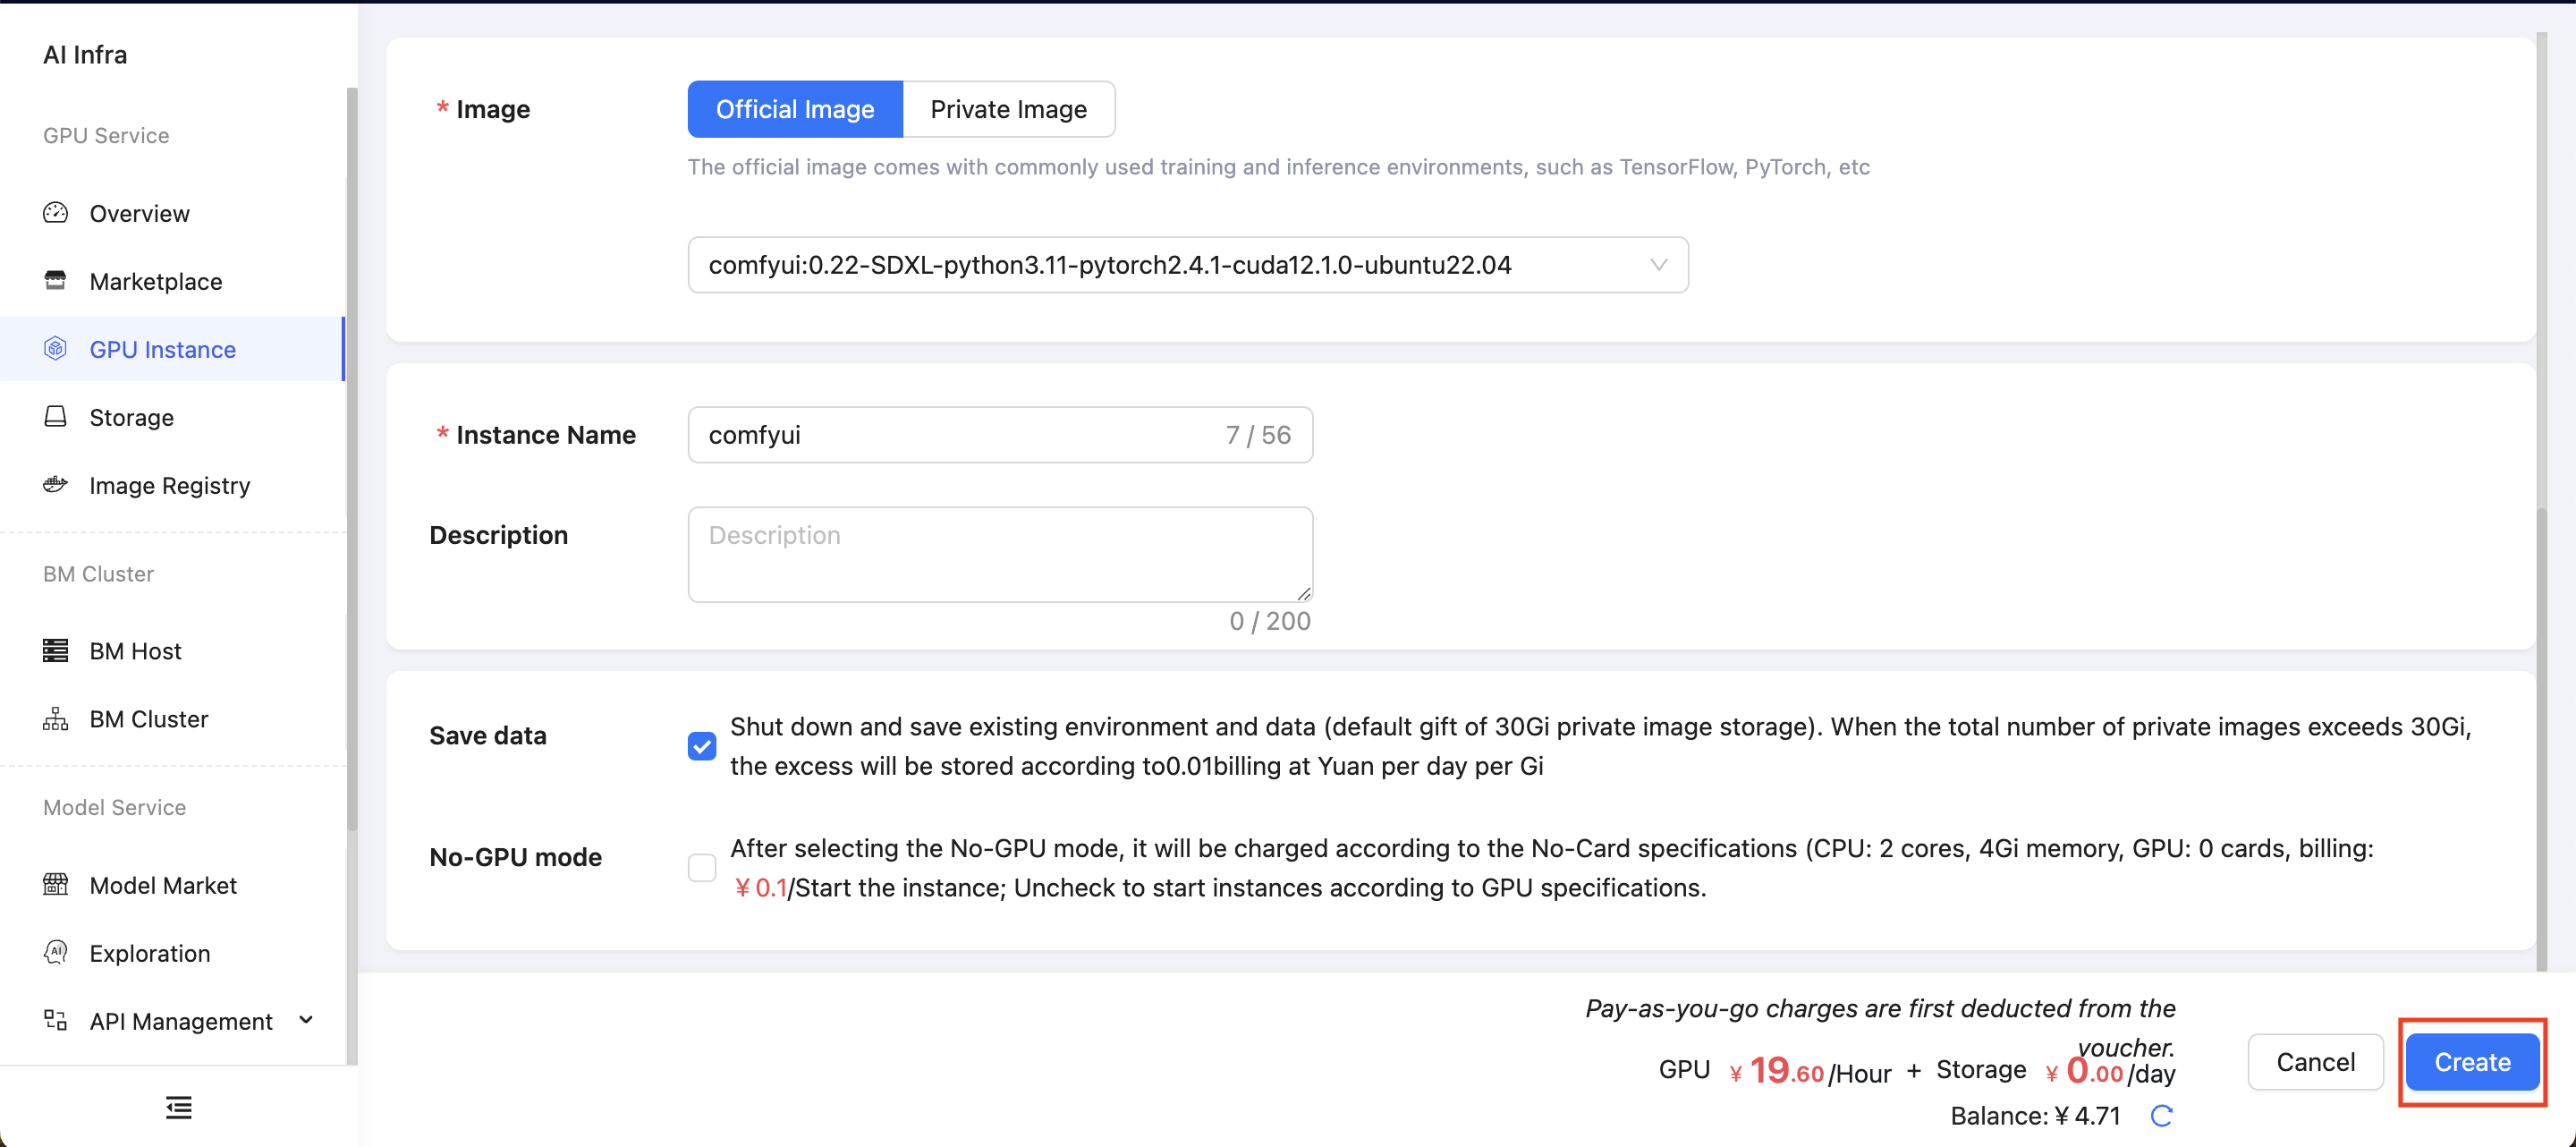 AI Infra
GPU Service
Overview
Marketplace
GPU Instance
Storage
Image Registry
BM Cluster
BM Host
BM Cluster
Model Service
Model Market
Exploration
API Management
* Image
Official Image
Private Image
The official image comes with commonly used training and inference environments, such as TensorFlow, PyTorch, etc
comfyui:0.22-SDXL-python3.11-pytorch2.4.1-cuda12.1.0-ubuntu22.04
* Instance Name
comfyui
7 / 56
Description
Description
0 / 200
Save data
Shut down and save existing environment and data (default gift of 30Gi private image storage). When the total number of private images exceeds 30Gi,
the excess will be stored according to0.01billing at Yuan per day per Gi
No-GPU mode
After selecting the No-GPU mode, it will be charged according to the No-Card specifications (CPU: 2 cores, 4Gi memory, GPU: 0 cards, billing:
¥ 0.1/Start the instance; Uncheck to start instances according to GPU specifications.
Pay-as-you-go charges are first deducted from the
voucher.
GPU ¥ 19.60 /Hour + Storage ¥ 0.00 /day
Balance: ¥ 4.71
Cancel
Create